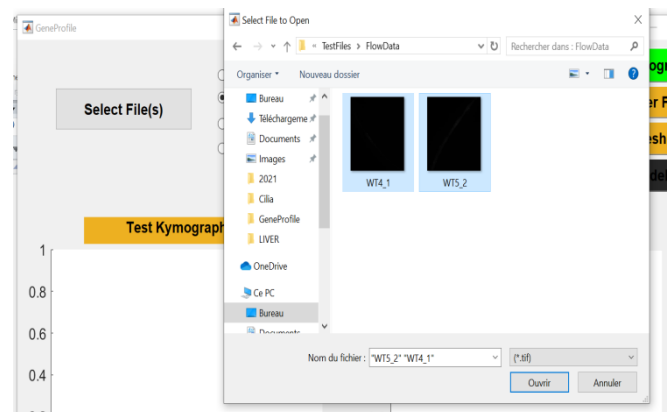 GeneProfile
Select File(s)
Test Kymograph
1
0.8
0.6
0.4
Select File to Open
« TestFiles > FlowData
Rechercher dans : FlowData
Organiser
Nouveau dossier
Bureau
Téléchargeme
Documents
Images
2021
Cilia
GeneProfile
LIVER
OneDrive
Ce PC
Bureau
Documents
WT4_1
WT5_2
Nom du fichier : "WT5_2" "WT4_1"
(*.tif)
Ouvrir
Annuler